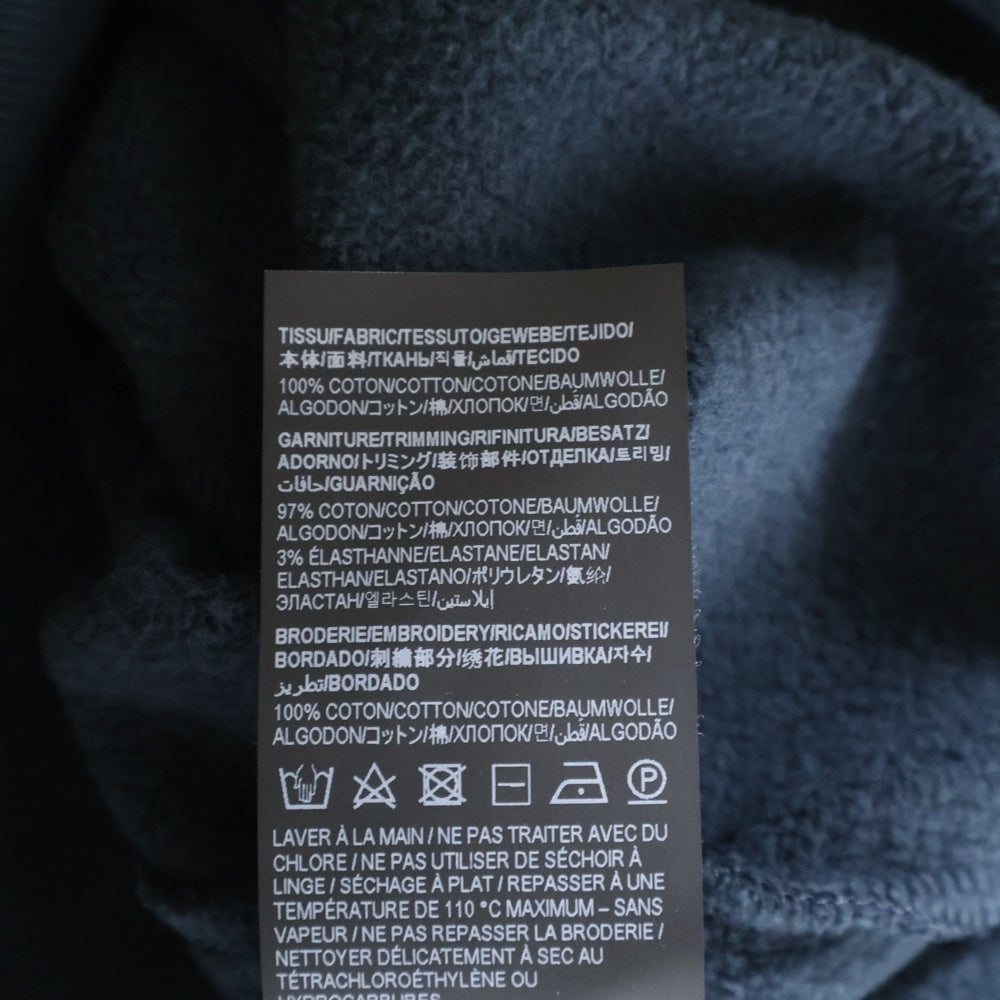 TISSU/FABRIC/TESSUTO/GEWEBE/TEJIDO/
本体/面料/ТКАНЬ/직물/قماش/TECIDO
100% COTON/COTTON/COTONE/BAUMWOLLE/
ALGODON/コットン/棉/ХЛОПОК/면/قُطن/ALGODÃO
GARNITURE/TRIMMING/RIFINITURA/BESATZ/
ADORNO/トリミング/装饰部件/ОТДЕЛКА/트리밍/
حافات/GUARNIÇÃO
97% COTON/COTTON/COTONE/BAUMWOLLE/
ALGODON/コットン/棉/ХЛОПОК/면/قُطن/ALGODÃO
3% ÉLASTHANNE/ELASTANE/ELASTAN/
ELASTHAN/ELASTANO/ポリウレタン/氨纶/
ЭЛАСТАН/엘라스틴/إيلاستين
BRODERIE/EMBROIDERY/RICAMO/STICKEREI/
BORDADO/刺繍部分/绣花/ВЫШИВКА/자수/
تطريز/BORDADO
100% COTON/COTTON/COTONE/BAUMWOLLE/
ALGODON/コットン/棉/ХЛОПОК/면/قُطن/ALGODÃO
P
LAVER À LA MAIN / NE PAS TRAITER AVEC DU
CHLORE / NE PAS UTILISER DE SÉCHOIR À
LINGE / SÉCHAGE À PLAT / REPASSER À UNE
TEMPÉRATURE DE 110 °C MAXIMUM – SANS
VAPEUR / NE PAS REPASSER LA BRODERIE /
NETTOYER DÉLICATEMENT À SEC AU
TÉTRACHLOROÉTHYLÈNE OU
HYDROCARBURES